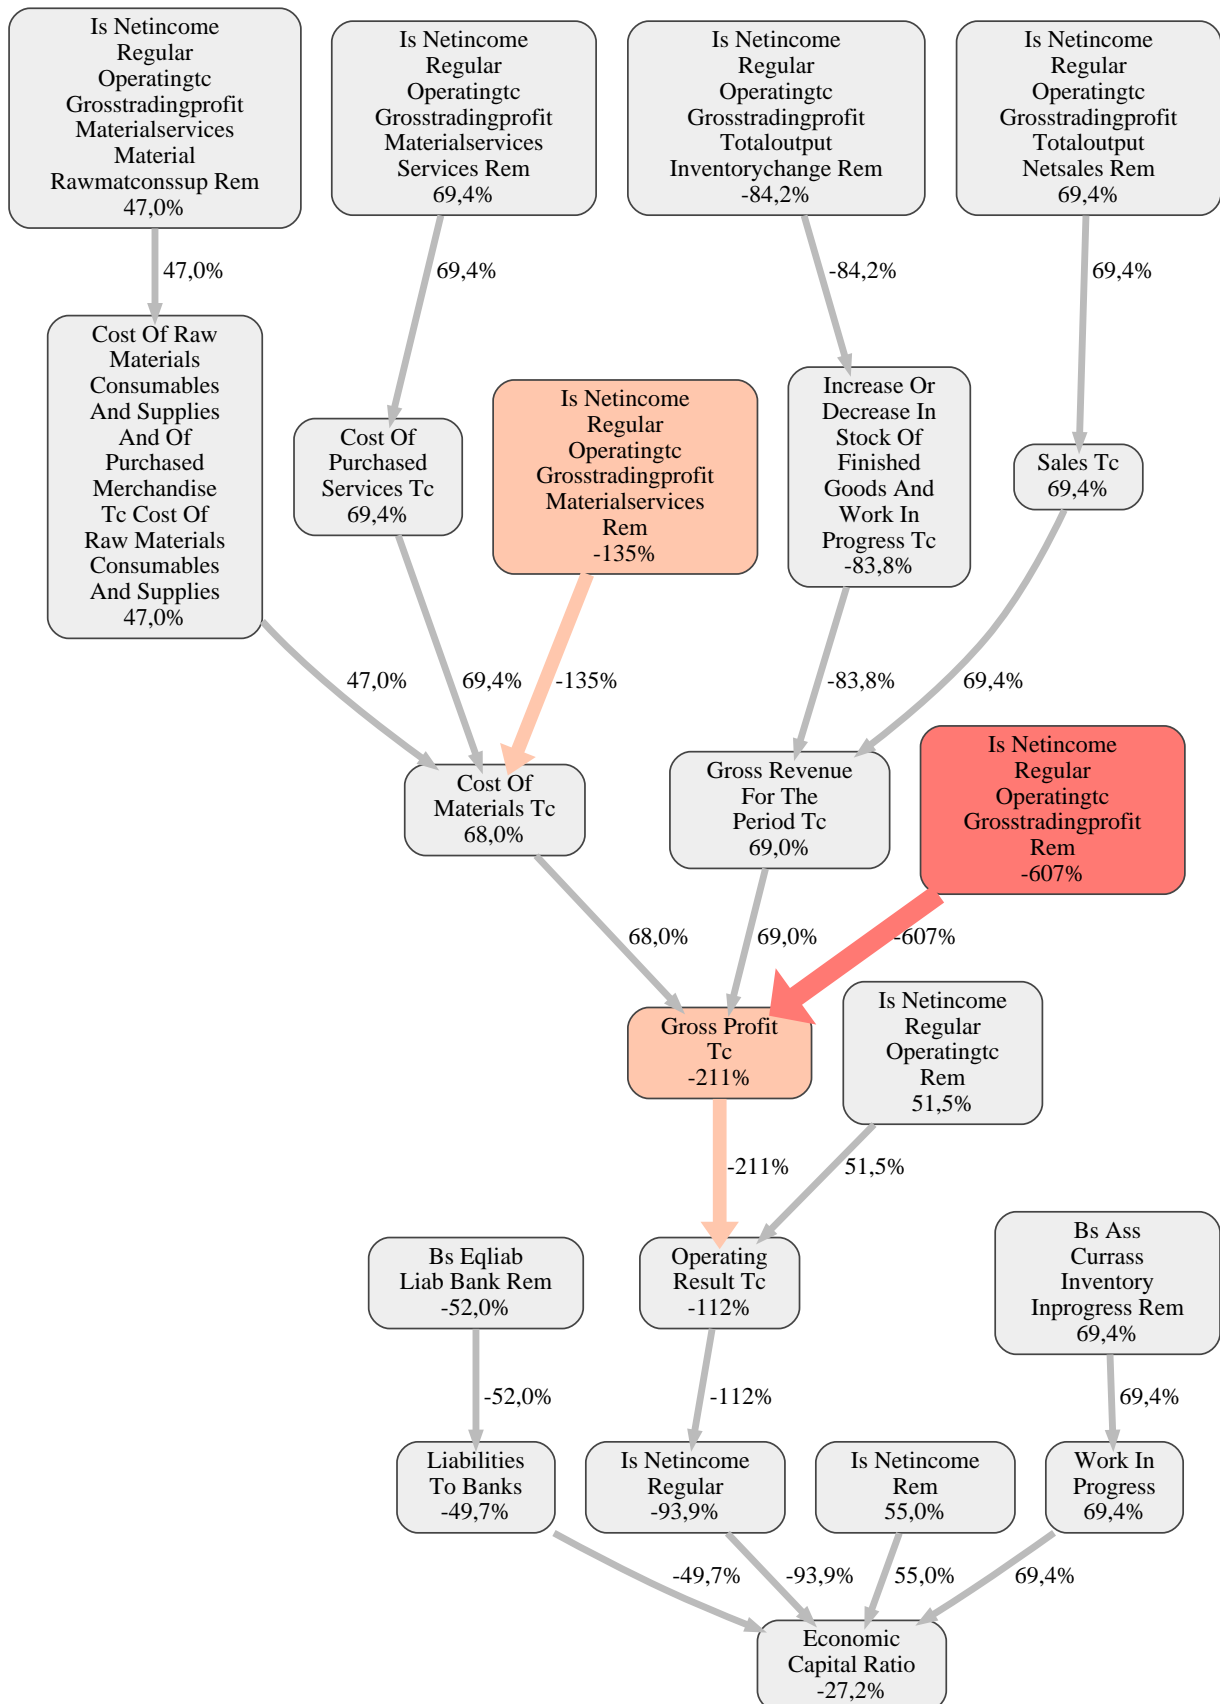 Is Netincome
Regular
Operatingtc
Grosstradingprofit
Materialservices
Material
Rawmatconssup Rem
47,0%
Is Netincome
Regular
Operatingtc
Grosstradingprofit
Materialservices
Services Rem
69,4%
Is Netincome
Regular
Operatingtc
Grosstradingprofit
Totaloutput
Inventorychange Rem
-84,2%
Is Netincome
Regular
Operatingtc
Grosstradingprofit
Totaloutput
Netsales Rem
69,4%
47,0%
69,4%
-84,2%
69,4%
Cost Of Raw
Materials
Consumables
And Supplies
And Of
Purchased
Merchandise
Tc Cost Of
Raw Materials
Consumables
And Supplies
47,0%
Cost Of
Purchased
Services Tc
69,4%
Is Netincome
Regular
Operatingtc
Grosstradingprofit
Materialservices
Rem
-135%
Increase Or
Decrease In
Stock Of
Finished
Goods And
Work In
Progress Tc
-83,8%
Sales Tc
69,4%
47,0%
69,4%
-135%
-83,8%
69,4%
Cost Of
Materials Tc
68,0%
Gross Revenue
For The
Period Tc
69,0%
Is Netincome
Regular
Operatingtc
Grosstradingprofit
Rem
-607%
68,0%
69,0%
-607%
Gross Profit
Tc
-211%
Is Netincome
Regular
Operatingtc
Rem
51,5%
-211%
51,5%
Bs Eqliab
Liab Bank Rem
-52,0%
Operating
Result Tc
-112%
Bs Ass
Currass
Inventory
Inprogress Rem
69,4%
-52,0%
-112%
69,4%
Liabilities
To Banks
-49,7%
Is Netincome
Regular
-93,9%
Is Netincome
Rem
55,0%
Work In
Progress
69,4%
-49,7%
-93,9%
55,0%
69,4%
Economic
Capital Ratio
-27,2%